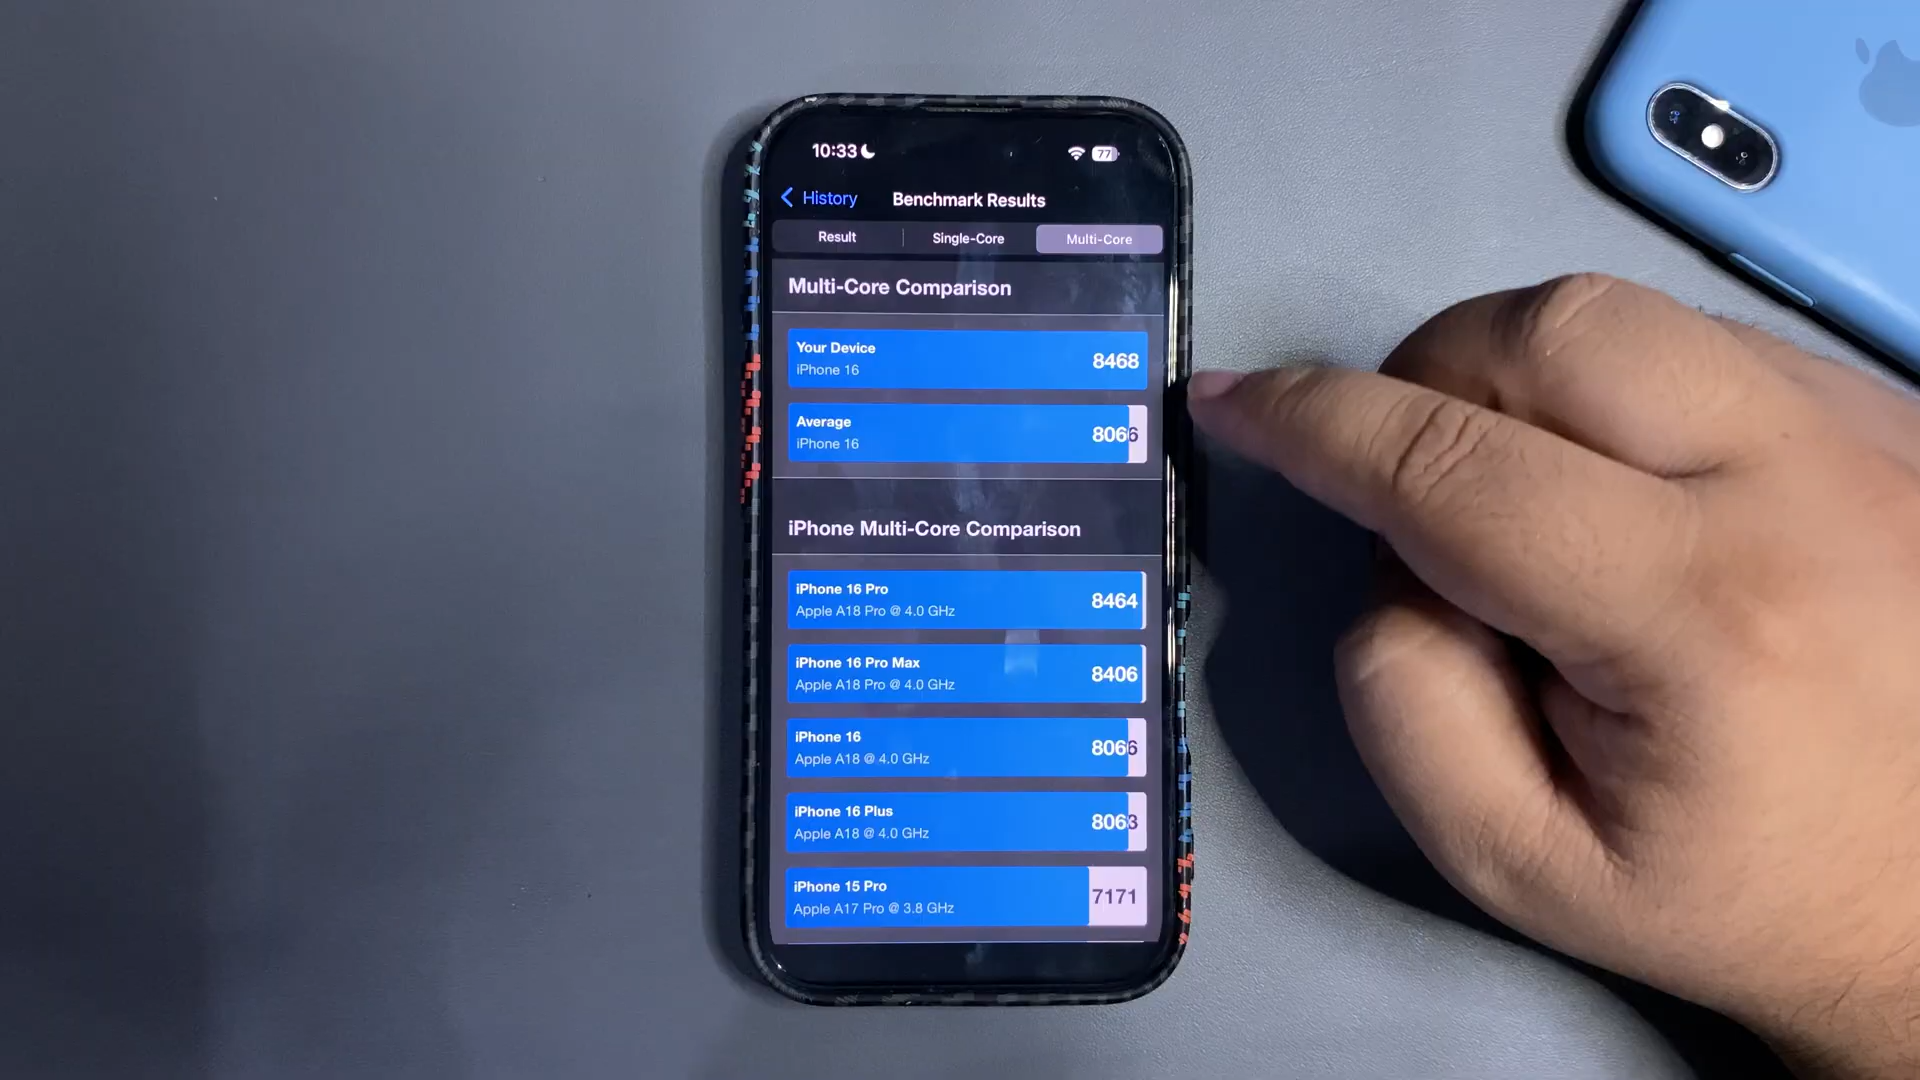 10:33
77
History
Benchmark Results
Result
Single-Core
Multi-Core
Multi-Core Comparison
Your Device
iPhone 16
8468
Average
iPhone 16
8066
iPhone Multi-Core Comparison
iPhone 16 Pro
Apple A18 Pro @ 4.0 GHz
8464
iPhone 16 Pro Max
Apple A18 Pro @ 4.0 GHz
8406
iPhone 16
Apple A18 @ 4.0 GHz
8066
iPhone 16 Plus
Apple A18 @ 4.0 GHz
8063
iPhone 15 Pro
Apple A17 Pro @ 3.8 GHz
7171